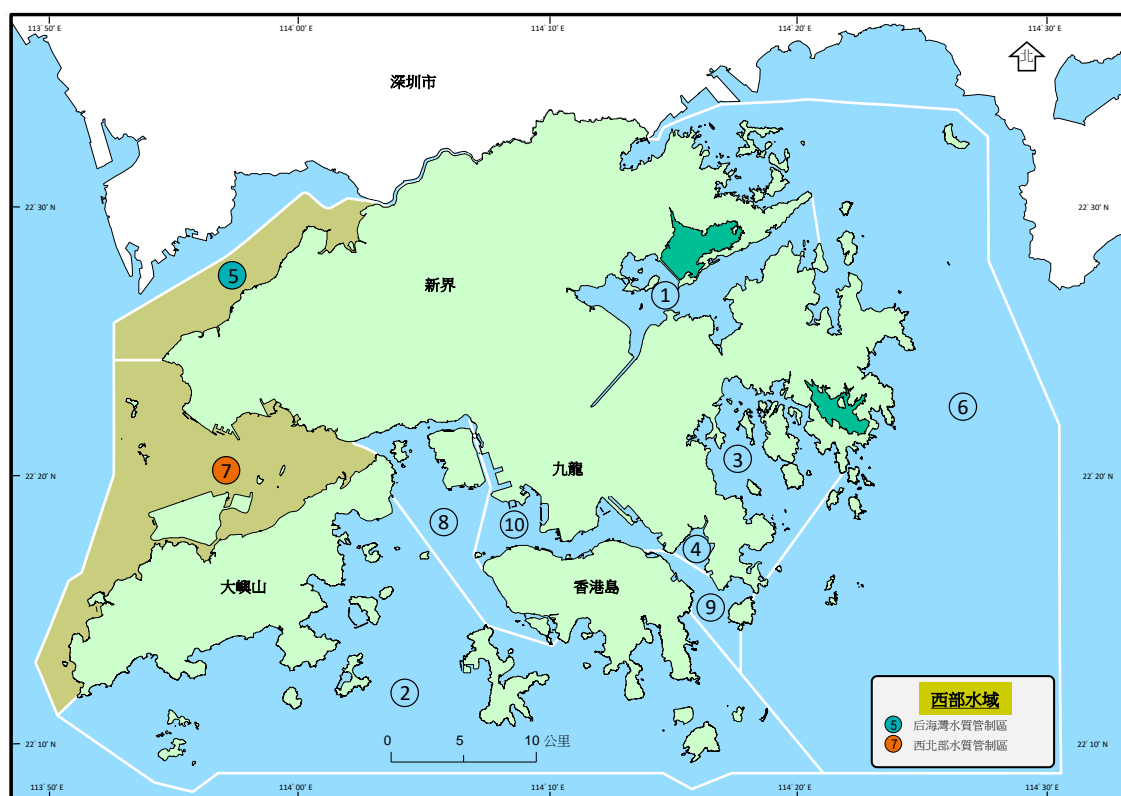 113° 50' E
114° 00' E
114° 10' E
114° 20' E
114° 30' E
北
深圳市
22° 30' N
22° 30' N
5
新界
1
6
3
22° 20' N
7
九龍
22° 20' N
8
10
4
大嶼山
香港島
9
2
西部水域
5 后海灣水質管制區
7 西北部水質管制區
0 5 10 公里
22° 10' N
22° 10' N
113° 50' E
114° 00' E
114° 10' E
114° 20' E
114° 30' E